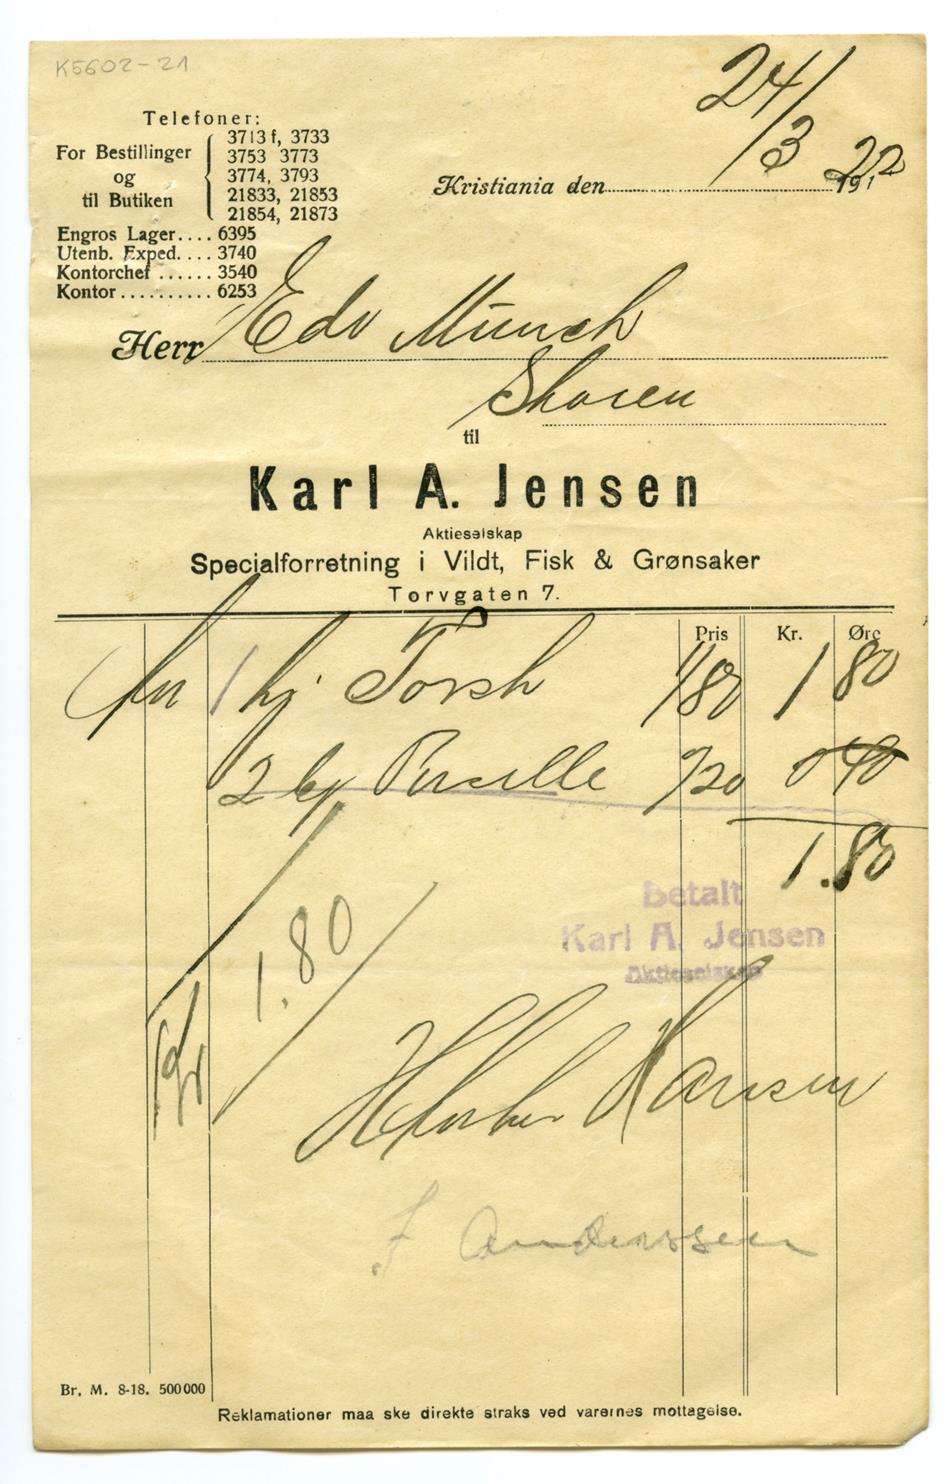 K5602-21
Telefoner:
For Bestillinger og til Butiken
3713 f, 3733
3753 3773
3774, 3793
21833, 21853
21854, 21873
Engros Lager.... 6395
Utenb. Exped.... 3740
Kontorchef ...... 3540
Kontor.......... 6253
24/3 22
Kristiania den 191
Herr Edv Munch
Skøien
til
Karl A. Jensen
Aktieselskap
Specialforretning i Vildt, Fisk & Grønsaker
Torvgaten 7.
Pris Kr. Øre
1 kg Torsk 1/80 1 80
2 Persille /20 0 40
1.80
Betalt
Karl A. Jensen
Aktieselskap
Kr 1.80
Hansen
F Anderssen
Br. M. 8-18. 500000
Reklamationer maa ske direkte straks ved varernes mottagelse.